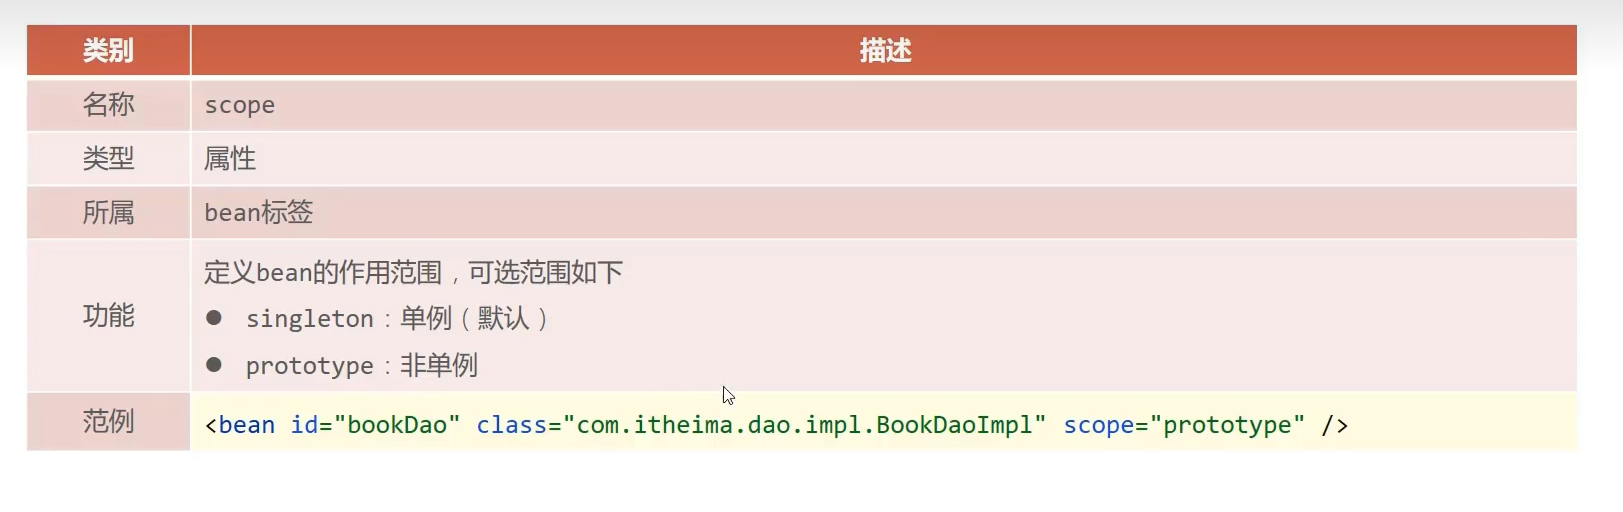 类别 描述
名称 scope
类型 属性
所属 bean标签
功能 定义bean的作用范围，可选范围如下
● singleton：单例（默认）
● prototype：非单例
范例 <bean id="bookDao" class="com.itheima.dao.impl.BookDaoImpl" scope="prototype" />